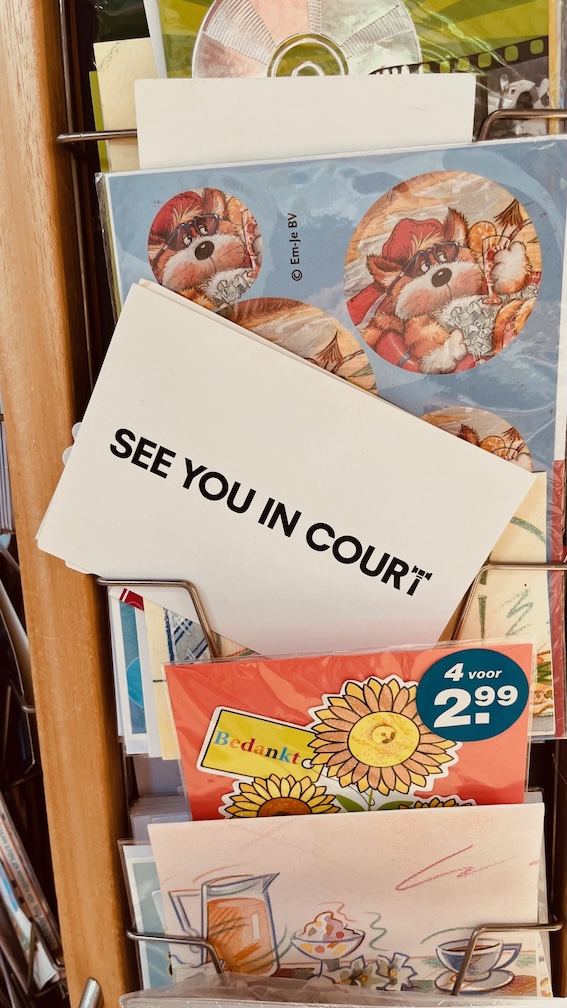 © Em-Je BV
SEE YOU IN COURT
4 voor
2.99
Bedankt